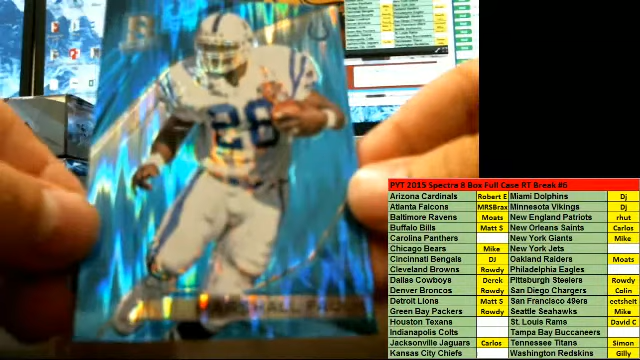 28
PYT 2015 Spectra 8 Box Full Case RT Break #6
Arizona Cardinals Robert E Miami Dolphins Dj
Atlanta Falcons MRSBrax Minnesota Vikings Dj
Baltimore Ravens Moats New England Patriots rhut
Buffalo Bills Matt S New Orleans Saints Carlos
Carolina Panthers New York Giants Mike
Chicago Bears Mike New York Jets
Cincinnati Bengals DJ Oakland Raiders Moats
Cleveland Browns Rowdy Philadelphia Eagles
Dallas Cowboys Derek Pittsburgh Steelers Rowdy
Denver Broncos Rowdy San Diego Chargers Colin
Detroit Lions Matt S San Francisco 49ers eetsheit
Green Bay Packers Rowdy Seattle Seahawks Mike
Houston Texans St. Louis Rams David C
Indianapolis Colts Tampa Bay Buccaneers
Jacksonville Jaguars Carlos Tennessee Titans Simon
Kansas City Chiefs Washington Redskins Gilly